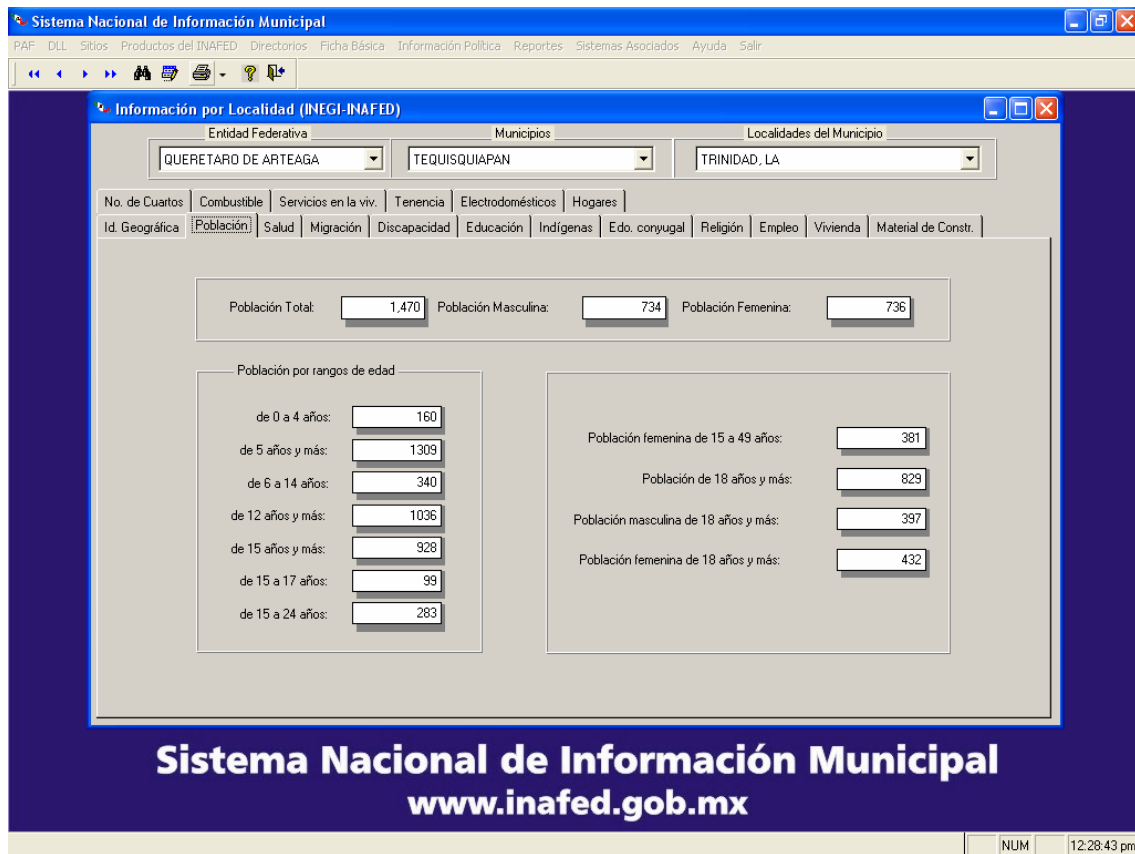 Sistema Nacional de Información Municipal
PAF DLL Sitios Productos del INAFED Directorios Ficha Básica Información Política Reportes Sistemas Asociados Ayuda Salir
Información por Localidad (INEGI-INAFED)
Entidad Federativa Municipios Localidades del Municipio
QUERETARO DE ARTEAGA TEQUISQUIAPAN TRINIDAD, LA
No. de Cuartos Combustible Servicios en la viv. Tenencia Electrodomésticos Hogares
Id. Geográfica Población Salud Migración Discapacidad Educación Indígenas Edo. conyugal Religión Empleo Vivienda Material de Constr.
Población Total: 1,470 Población Masculina: 734 Población Femenina: 736
Población por rangos de edad
de 0 a 4 años: 160
de 5 años y más: 1309
de 6 a 14 años: 340
de 12 años y más: 1036
de 15 años y más: 928
de 15 a 17 años: 99
de 15 a 24 años: 283
Población femenina de 15 a 49 años: 381
Población de 18 años y más: 829
Población masculina de 18 años y más: 397
Población femenina de 18 años y más: 432
Sistema Nacional de Información Municipal
www.inafed.gob.mx
NUM 12:28:43 pm